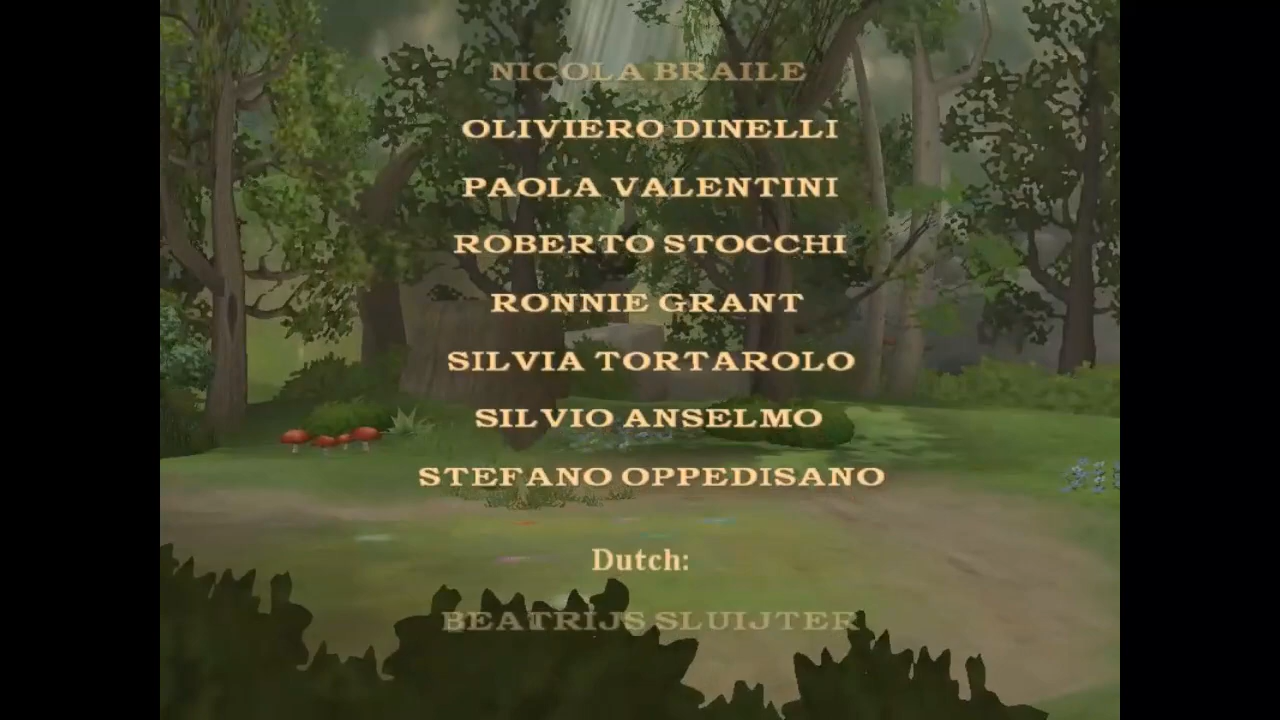 NICOLA BRAILE
OLIVIERO DINELLI
PAOLA VALENTINI
ROBERTO STOCCHI
RONNIE GRANT
SILVIA TORTAROLO
SILVIO ANSELMO
STEFANO OPPEDISANO
Dutch:
BEATRIJS SLUIJTER